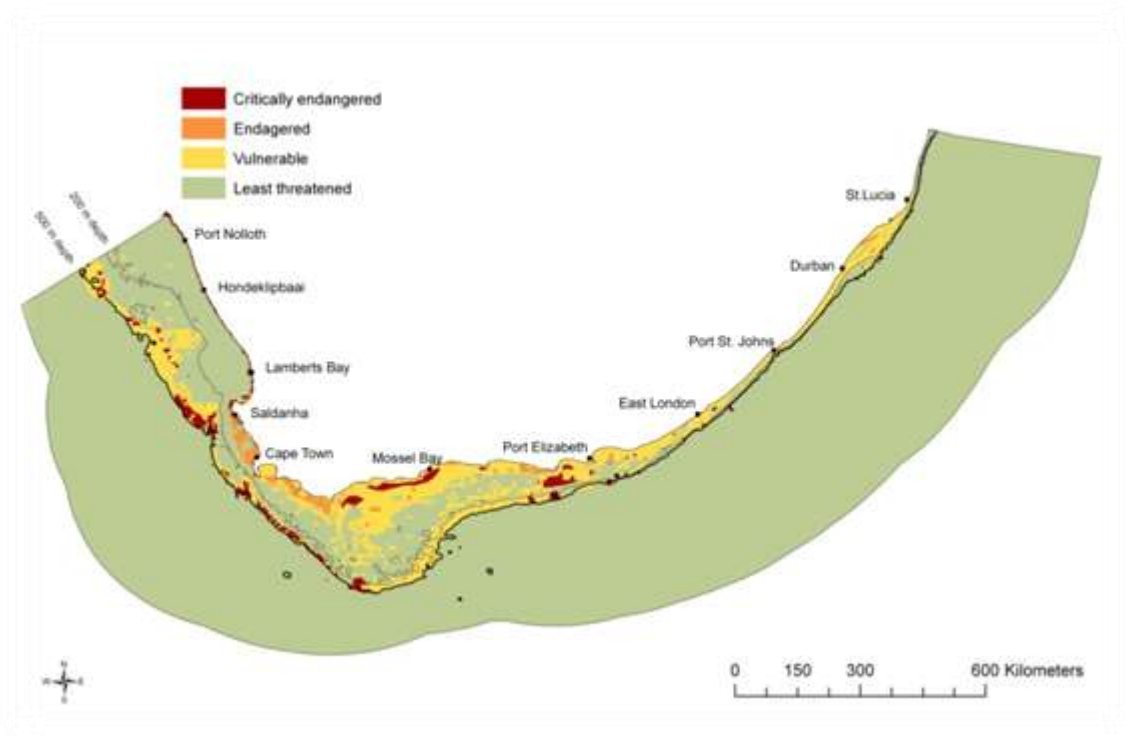 Critically endangered
Endagered
Vulnerable
Least threatened
200 m depth
500 m depth
Port Nolloth
Hondeklipbaai
Lamberts Bay
Saldanha
Cape Town
Mossel Bay
Port Elizabeth
East London
Port St. Johns
Durban
St.Lucia
N
W
E
S
0 150 300 600 Kilometers